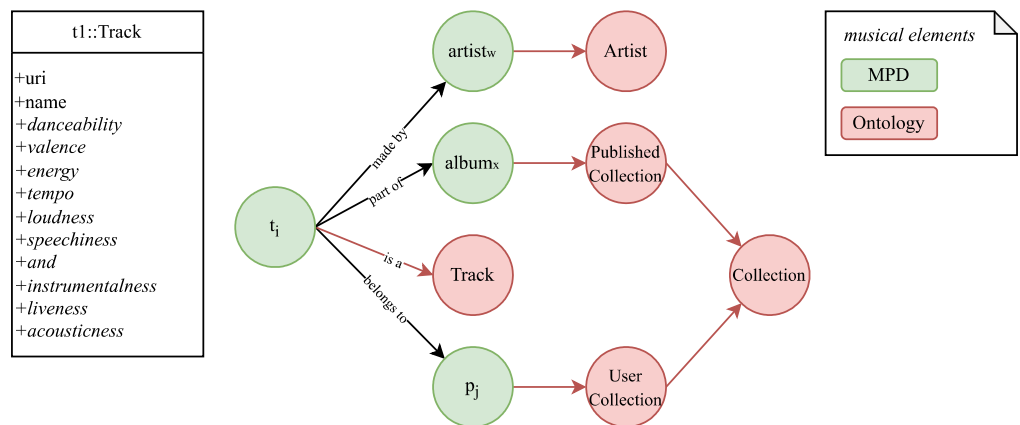 t1::Track
+uri
+name
+danceability
+valence
+energy
+tempo
+loudness
+speechiness
+and
+instrumentalness
+liveness
+acousticness
ti
made by
part of
is a
belongs to
artistw
albumx
Track
pj
Artist
Published
Collection
User
Collection
Collection
musical elements
MPD
Ontology